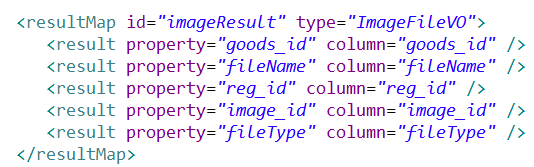 <resultMap id="imageResult" type="ImageFileVO">
<result property="goods_id" column="goods_id" />
<result property="fileName" column="fileName" />
<result property="reg_id" column="reg_id" />
<result property="image_id" column="image_id" />
<result property="fileType" column="fileType" />
</resultMap>